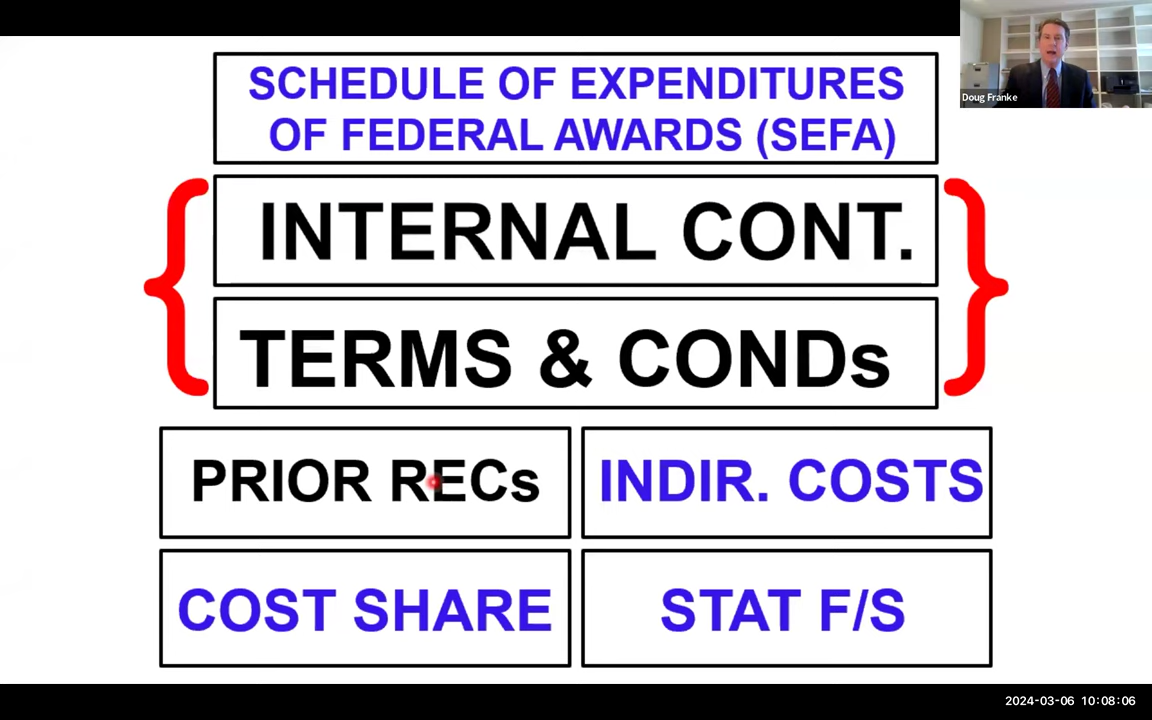 Doug Franke
SCHEDULE OF EXPENDITURES
OF FEDERAL AWARDS (SEFA)
INTERNAL CONT.
TERMS & CONDs
PRIOR RECs
INDIR. COSTS
COST SHARE
STAT F/S
2024-03-06 10:08:06